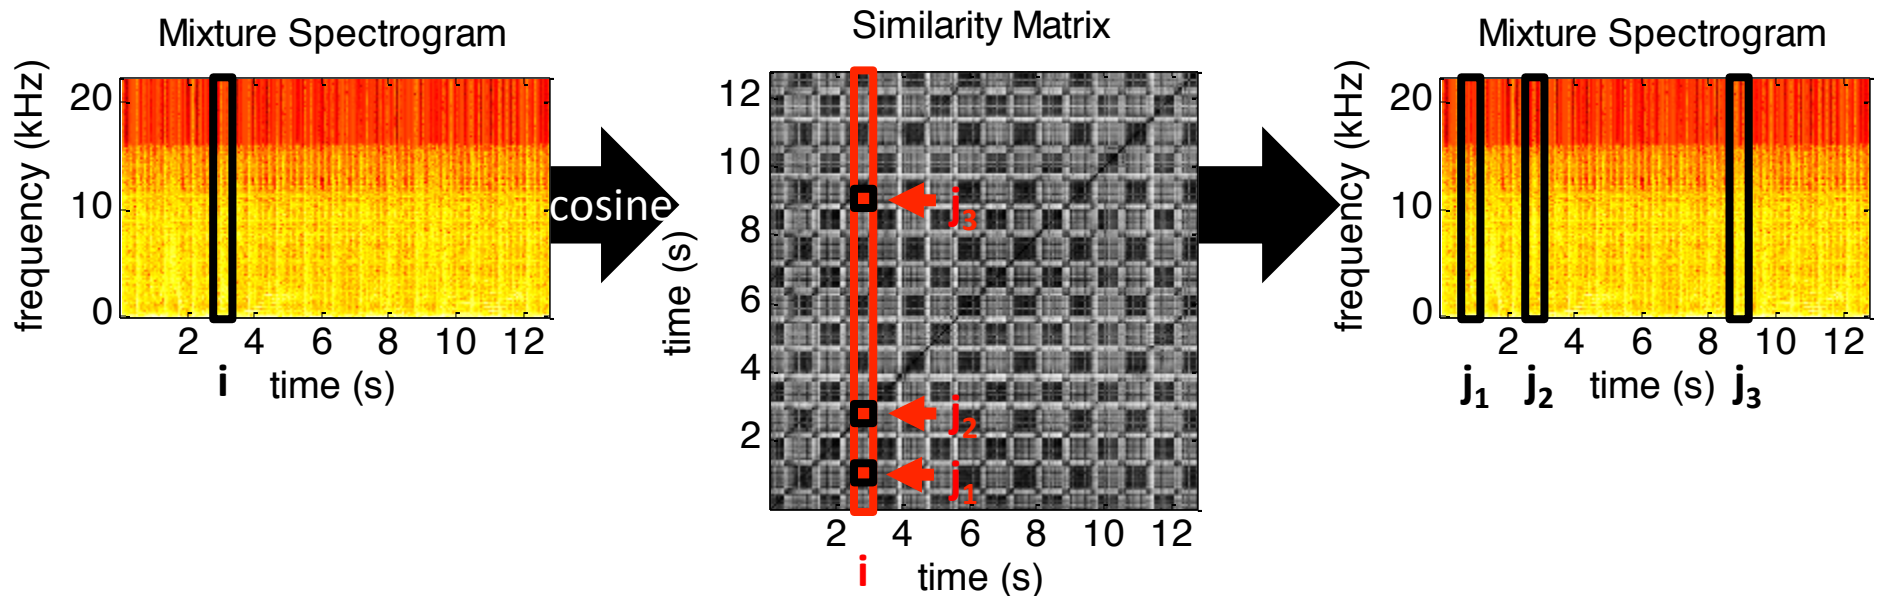 Mixture Spectrogram
frequency (kHz)
20
10
0
2 4 6 8 10 12
i time (s)
cosine
Similarity Matrix
time (s)
12
10
8
6
4
2
j3
j2
j1
2 4 6 8 10 12
i time (s)
Mixture Spectrogram
frequency (kHz)
20
10
0
2 4 6 8 10 12
j1 j2 time (s) j3